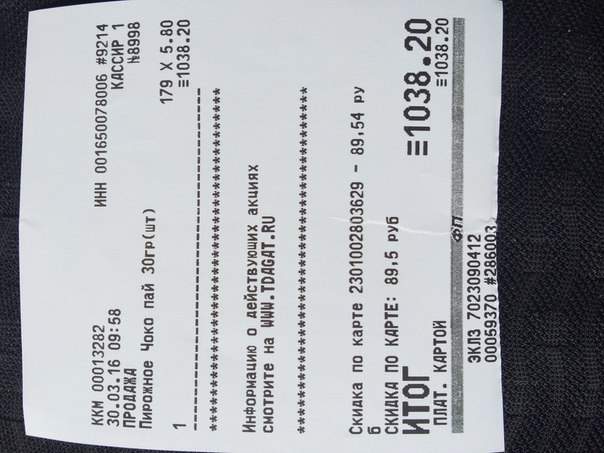 ККМ 00013282 ИНН 001650078006 #9214
30.03.16 09:58 КАССИР 1
ПРОДАЖА №8998
Пирожное Чоко пай 30гр(шт)
179 X 5.80
1 ≡1038.20
----------------------------------------
****************************************
Информацию о действующих акциях
смотрите на WWW.TDAGAT.RU
****************************************
Скидка по карте 2301002803629 - 89,54 ру
б
СКИДКА ПО КАРТЕ: 89,5 руб
ИТОГ ≡1038.20
ПЛАТ. КАРТОЙ ≡1038.20
ФП
ЭКЛЗ 7023090412
00059370 #286003